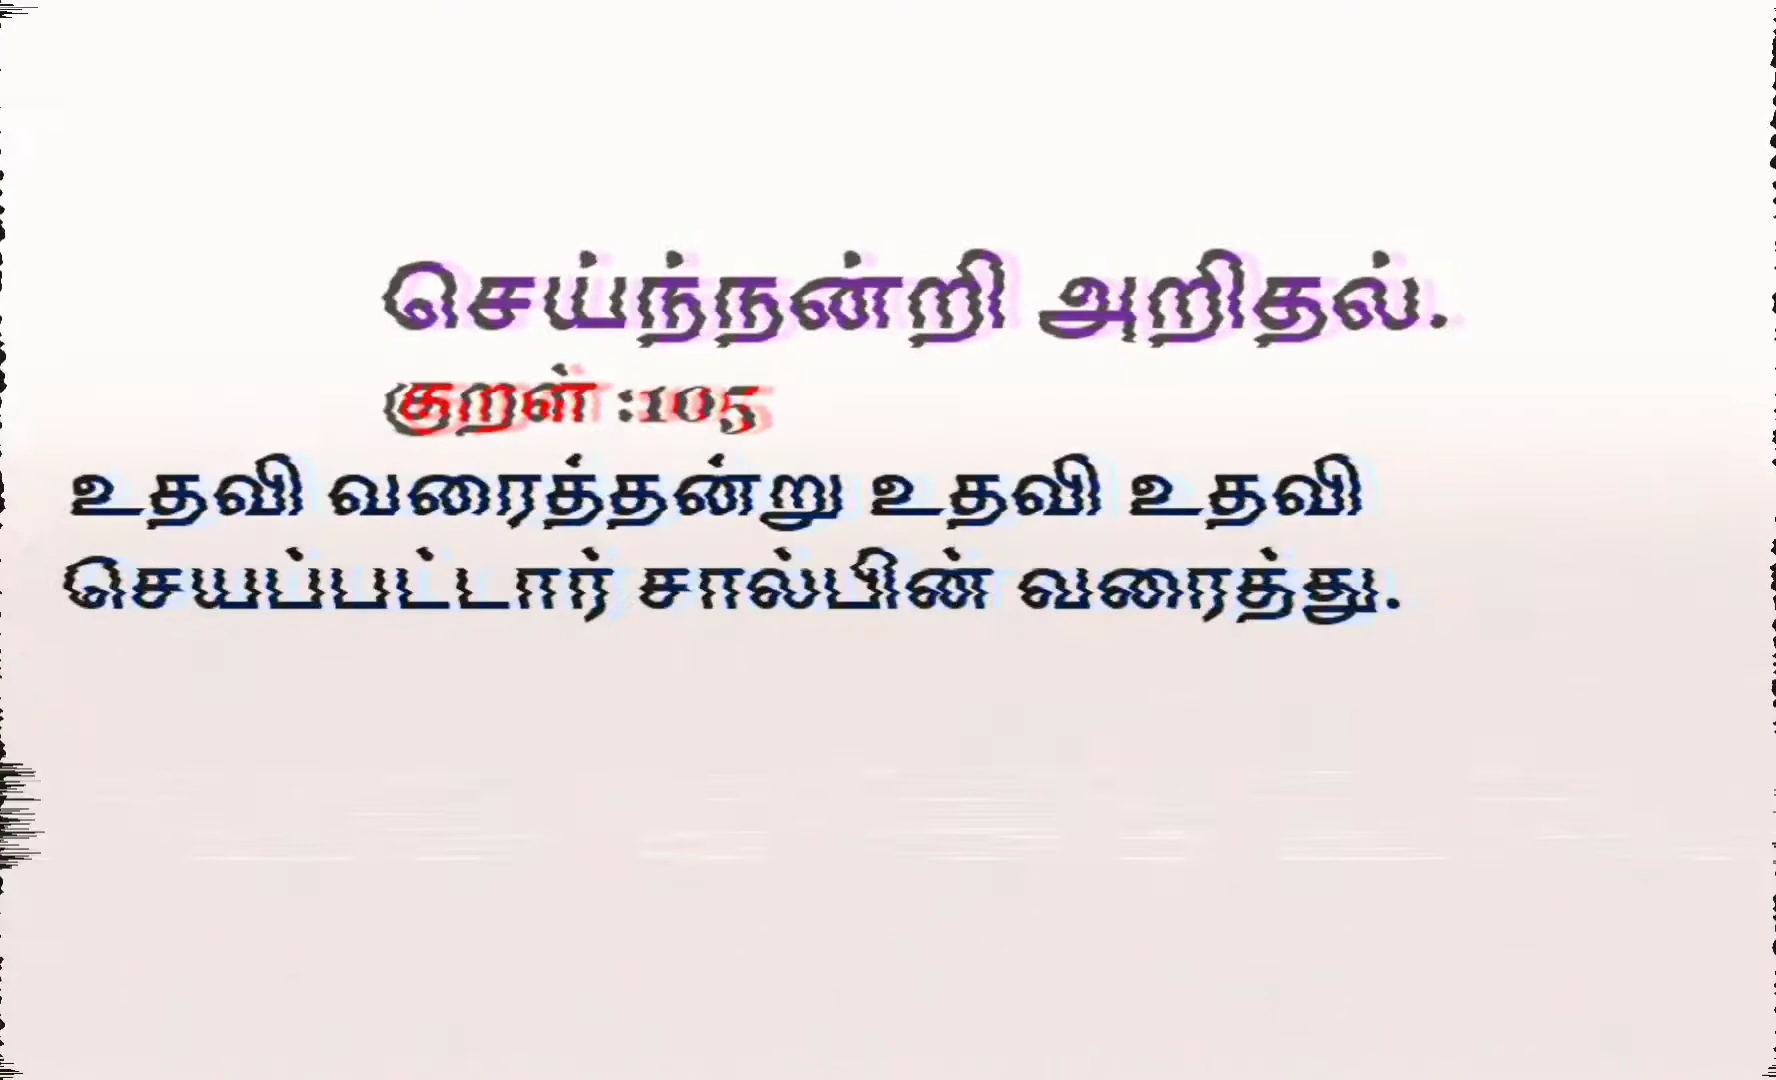 செய்ந்நன்றி அறிதல்.
குறள் :105
உதவி வரைத்தன்று உதவி உதவி
செயப்பட்டார் சால்பின் வரைத்து.